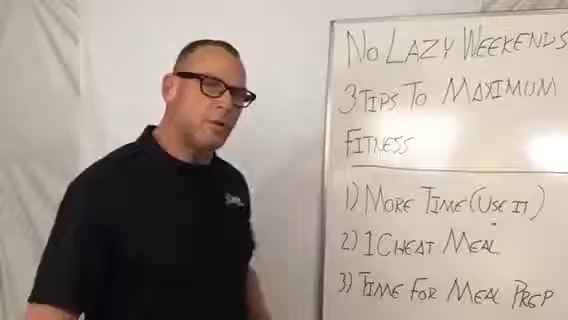 No Lazy Weekends
3 Tips To Maximum
Fitness
1) More Time (Use it)
2) 1 Cheat Meal
3) Time For Meal Prep